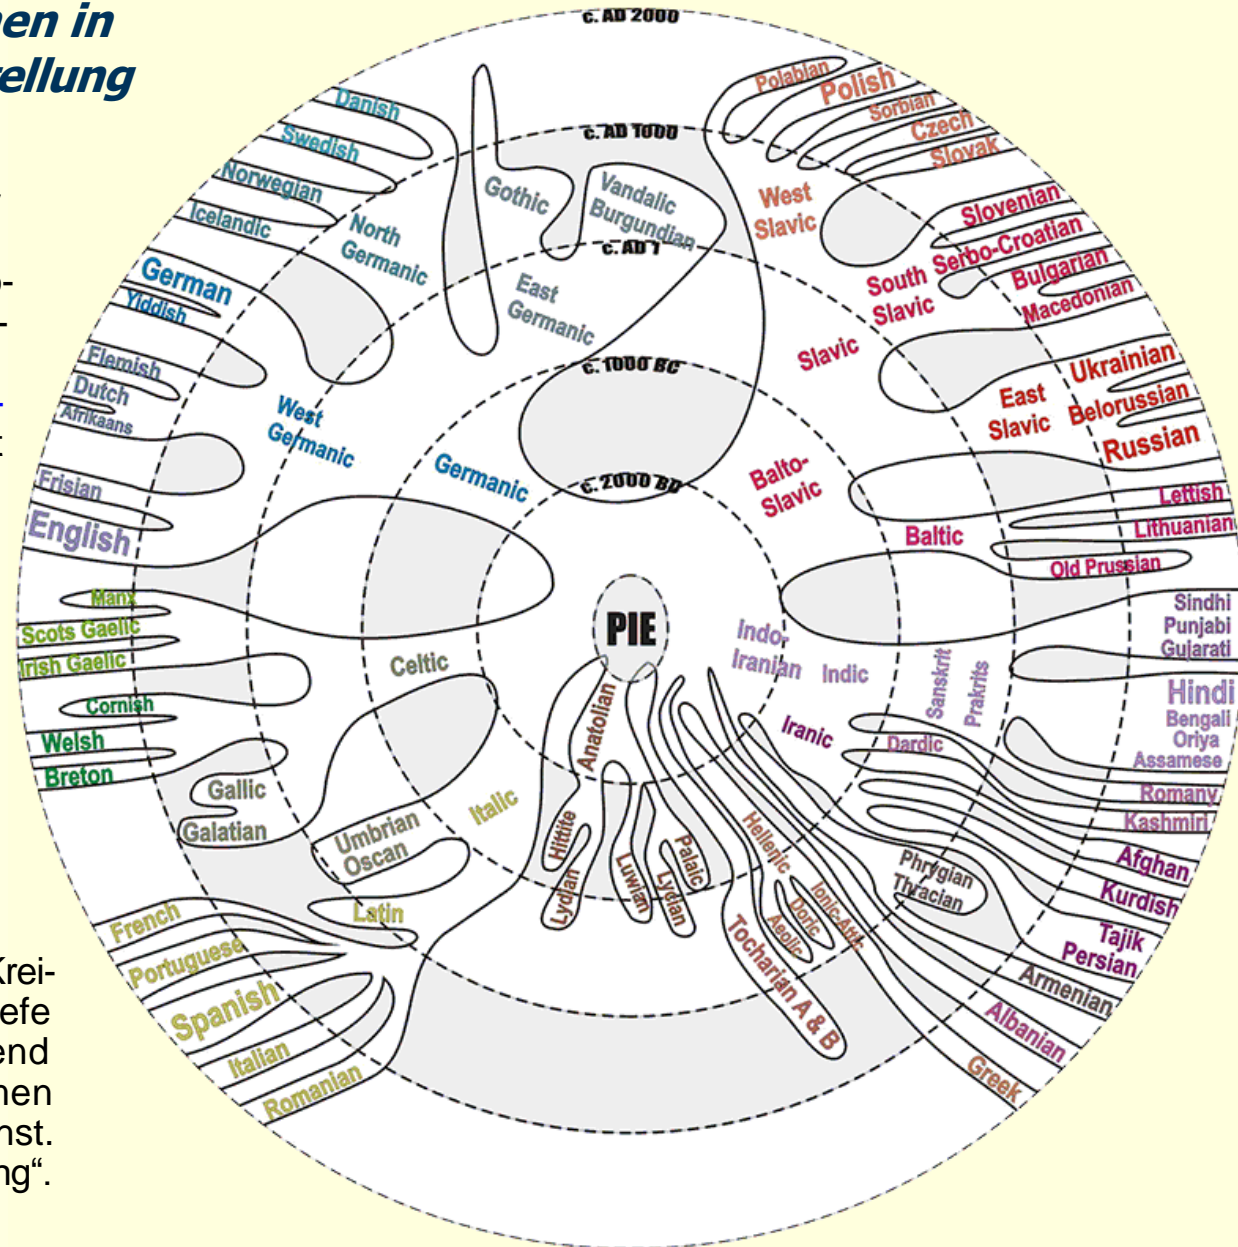 en in
ellung
c. AD 2000
c. AD 1000
c. AD 1
c. 1000 BC
c. 2000 BD
PIE
Danish
Swedish
Norwegian
Icelandic
North
Germanic
Gothic
Vandalic
Burgundian
East
Germanic
German
Yiddish
Flemish
Dutch
Afrikaans
Frisian
English
West
Germanic
Germanic
Polabian
Polish
Sorbian
Czech
Slovak
West
Slavic
Slovenian
Serbo-Croatian
Bulgarian
Macedonian
South
Slavic
Slavic
Ukrainian
Belorussian
Russian
East
Slavic
Balto-
Slavic
Baltic
Lettish
Lithuanian
Old Prussian
Manx
Scots Gaelic
Irish Gaelic
Cornish
Welsh
Breton
Celtic
Gallic
Galatian
Umbrian
Oscan
Italic
Latin
French
Portuguese
Spanish
Italian
Romanian
Anatolian
Hittite
Lydian
Luwian
Lycian
Palaic
Hellenic
Ionic-Attic
Doric
Aeolic
Tocharian A & B
Phrygian
Thracian
Indo-
Iranian
Indic
Sanskrit
Prakrits
Iranic
Dardic
Sindhi
Punjabi
Gujarati
Hindi
Bengali
Oriya
Assamese
Romany
Kashmiri
Afghan
Kurdish
Tajik
Persian
Armenian
Albanian
Greek
Krei-
efe
end
nen
nst.
ng“.